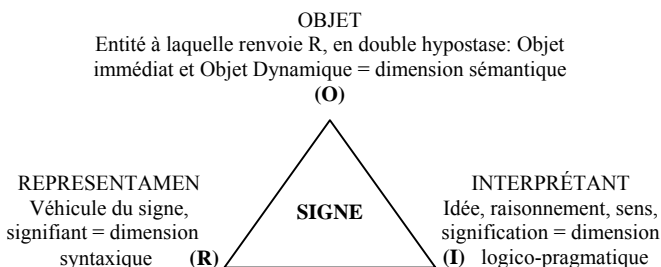 OBJET
Entité à laquelle renvoie R, en double hypostase: Objet
immédiat et Objet Dynamique = dimension sémantique
(O)
REPRESENTAMEN
Véhicule du signe,
signifiant = dimension
syntaxique
(R)
SIGNE
INTERPRÉTANT
Idée, raisonnement, sens,
signification = dimension
(I) logico-pragmatique